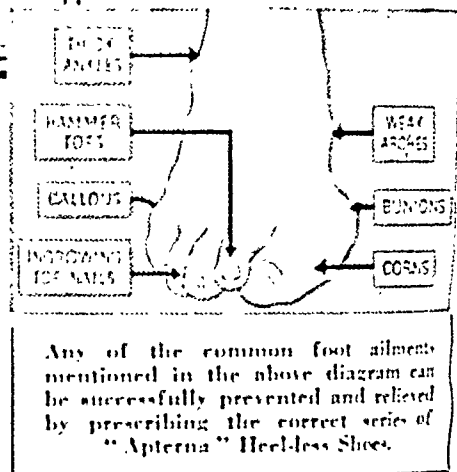 THICK
ANKLES
HAMMER
TOES
CALLOUS
INGROWING
TOE-NAILS
WEAK
ARCHES
BUNIONS
CORNS
Any of the common foot ailments
mentioned in the above diagram can
be successfully prevented and relieved
by prescribing the correct series of
"Apterna" Heel-less Shoes.